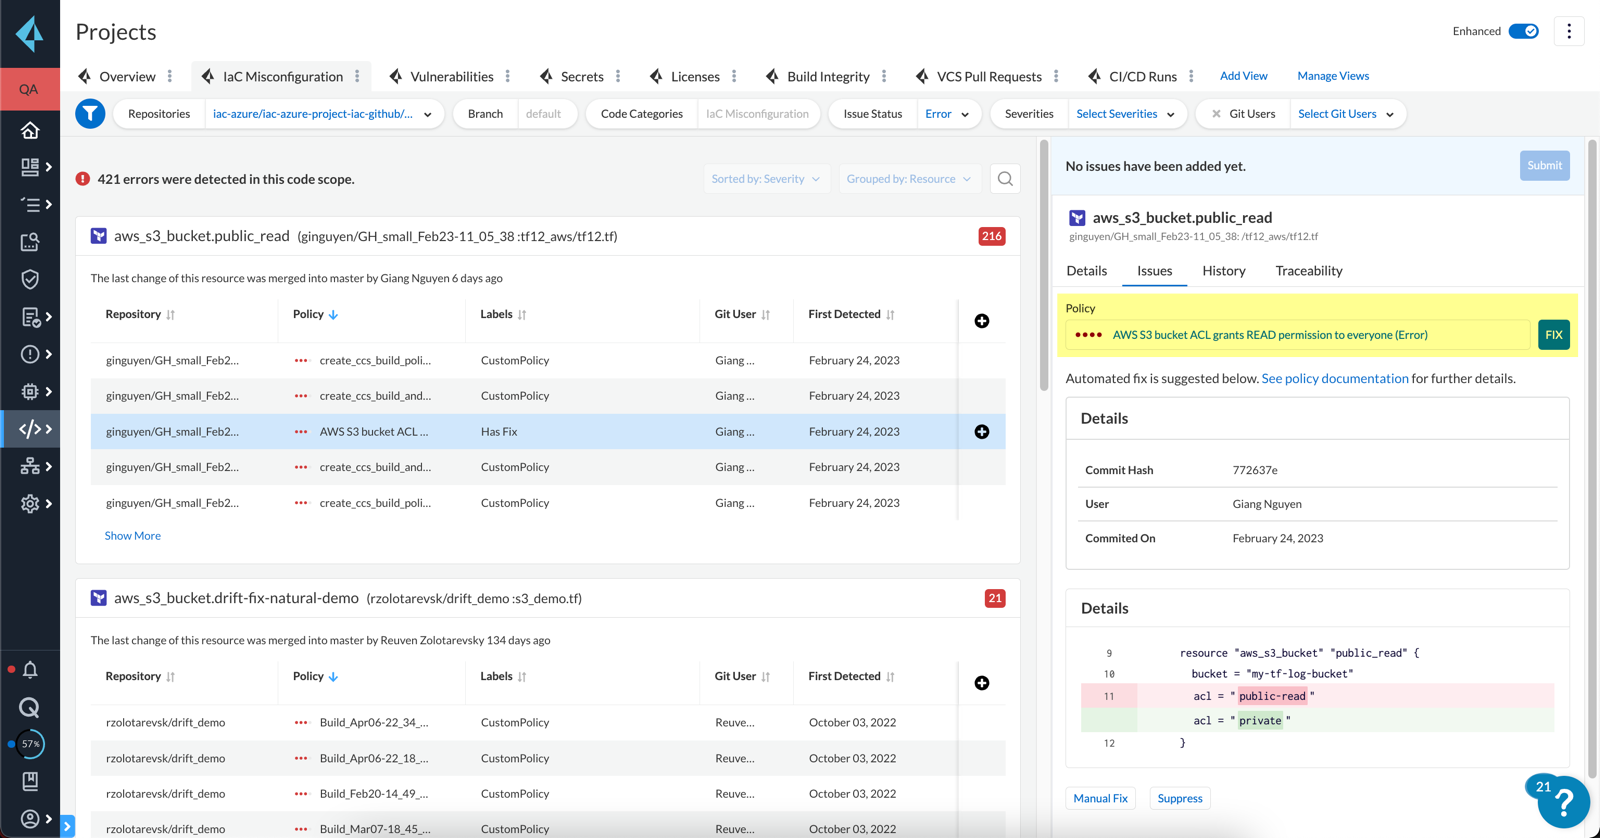 Projects
Enhanced
QA
Overview
IaC Misconfiguration
Vulnerabilities
Secrets
Licenses
Build Integrity
VCS Pull Requests
CI/CD Runs
Add View
Manage Views
Repositories iac-azure/iac-azure-project-iac-github/...
Branch default
Code Categories IaC Misconfiguration
Issue Status Error
Severities Select Severities
Git Users Select Git Users
421 errors were detected in this code scope.
Sorted by: Severity
Grouped by: Resource
aws_s3_bucket.public_read (ginguyen/GH_small_Feb23-11_05_38 :tf12_aws/tf12.tf)
216
The last change of this resource was merged into master by Giang Nguyen 6 days ago
Repository Policy Labels Git User First Detected
ginguyen/GH_small_Feb2... create_ccs_build_poli... CustomPolicy Giang ... February 24, 2023
ginguyen/GH_small_Feb2... create_ccs_build_and... CustomPolicy Giang ... February 24, 2023
ginguyen/GH_small_Feb2... AWS S3 bucket ACL ... Has Fix Giang ... February 24, 2023
ginguyen/GH_small_Feb2... create_ccs_build_and... CustomPolicy Giang ... February 24, 2023
ginguyen/GH_small_Feb2... create_ccs_build_poli... CustomPolicy Giang ... February 24, 2023
Show More
aws_s3_bucket.drift-fix-natural-demo (rzolotarevsk/drift_demo :s3_demo.tf)
21
The last change of this resource was merged into master by Reuven Zolotarevsky 134 days ago
Repository Policy Labels Git User First Detected
rzolotarevsk/drift_demo Build_Apr06-22_34_... CustomPolicy Reuve... October 03, 2022
rzolotarevsk/drift_demo Build_Apr06-22_18_... CustomPolicy Reuve... October 03, 2022
rzolotarevsk/drift_demo Build_Feb20-14_49_... CustomPolicy Reuve... October 03, 2022
rzolotarevsk/drift_demo Build_Mar07-18_45_... CustomPolicy Reuve... October 03, 2022
57%
No issues have been added yet.
Submit
aws_s3_bucket.public_read
ginguyen/GH_small_Feb23-11_05_38: /tf12_aws/tf12.tf
Details Issues History Traceability
Policy
AWS S3 bucket ACL grants READ permission to everyone (Error)
FIX
Automated fix is suggested below. See policy documentation for further details.
Details
Commit Hash 772637e
User Giang Nguyen
Commited On February 24, 2023
Details
9 resource "aws_s3_bucket" "public_read" {
10 bucket = "my-tf-log-bucket"
11 acl = "public-read"
acl = "private"
12 }
Manual Fix
Suppress
21
?